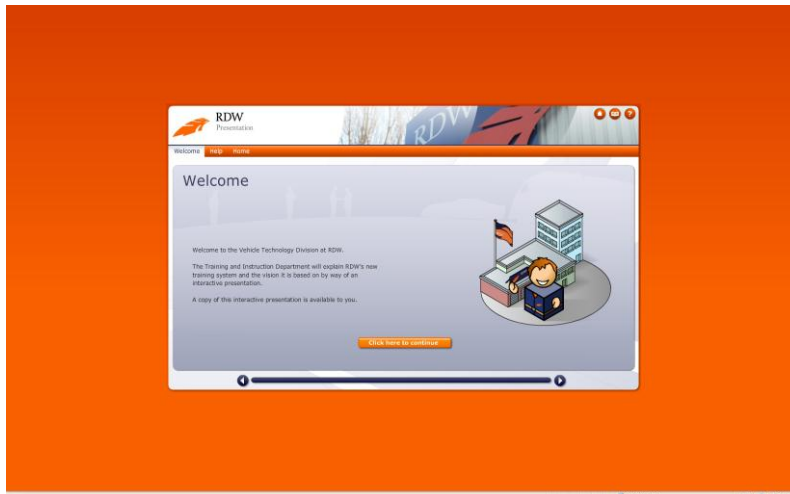 RDW
Presentation
RDW
Welcome Help Home
Welcome
Welcome to the Vehicle Technology Division at RDW.
The Training and Instruction Department will explain RDW's new
training system and the vision it is based on by way of an
interactive presentation.
A copy of this interactive presentation is available to you.
Click here to continue